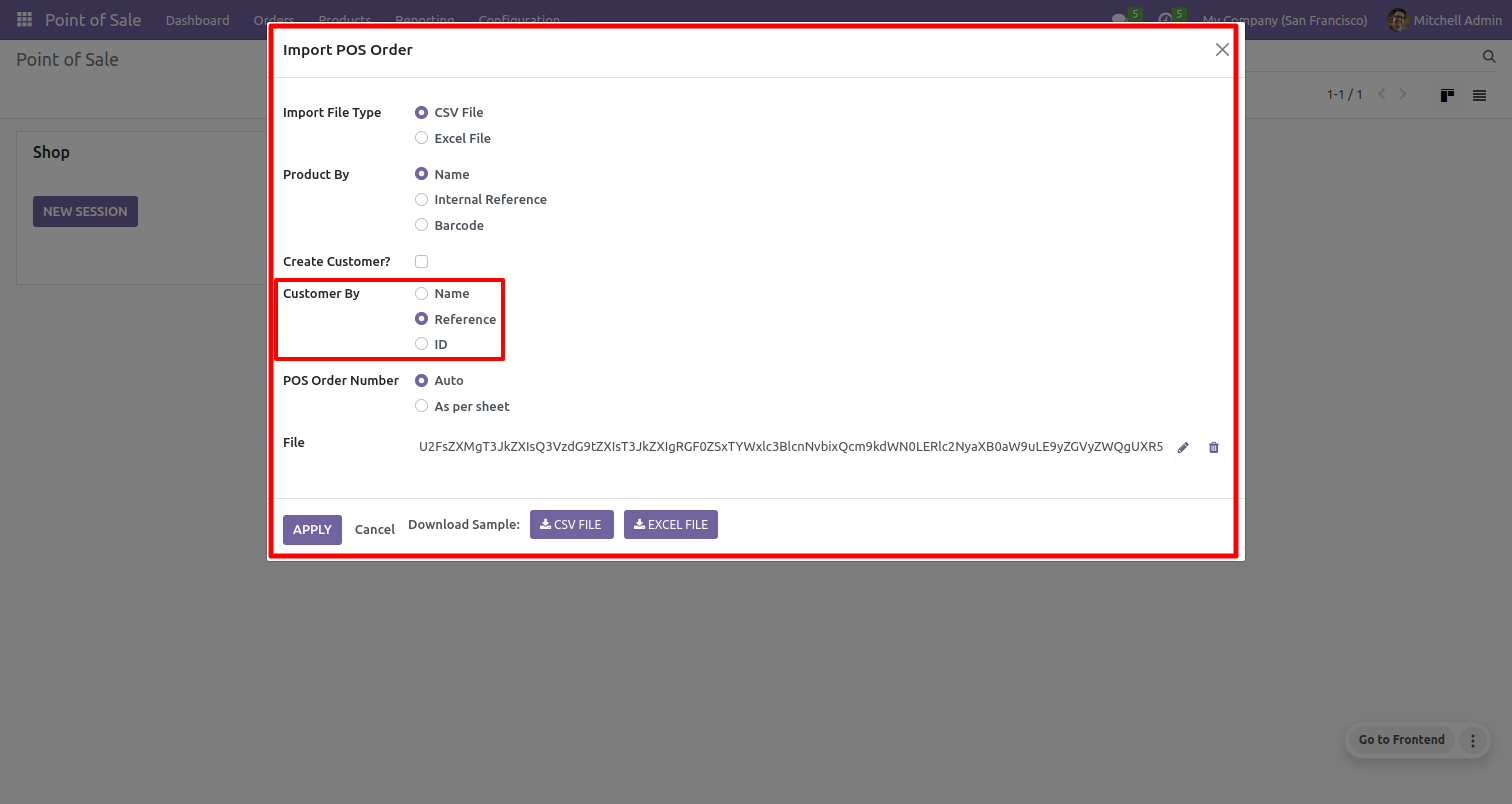 Point of Sale Dashboard Orders Products Reporting Configuration 5 5 My Company (San Francisco) Mitchell Admin
Point of Sale
1-1 / 1
Shop
NEW SESSION
Import POS Order
Import File Type CSV File
Excel File
Product By Name
Internal Reference
Barcode
Create Customer?
Customer By Name
Reference
ID
POS Order Number Auto
As per sheet
File U2FsZXMgT3JkZXIsQ3VzdG9tZXIsT3JkZXIgRGF0ZSxTYWxlc3BlcnNvbixQcm9kdWN0LERlc2NyaXB0aW9uLE9yZGVyZWQgUXR5
APPLY Cancel Download Sample: CSV FILE EXCEL FILE
Go to Frontend